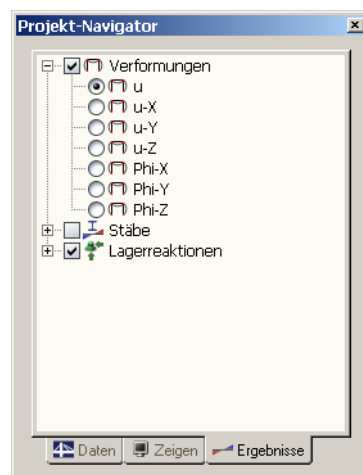 Projekt-Navigator
Verformungen
u
u-X
u-Y
u-Z
Phi-X
Phi-Y
Phi-Z
Stäbe
Lagerreaktionen
Daten Zeigen Ergebnisse